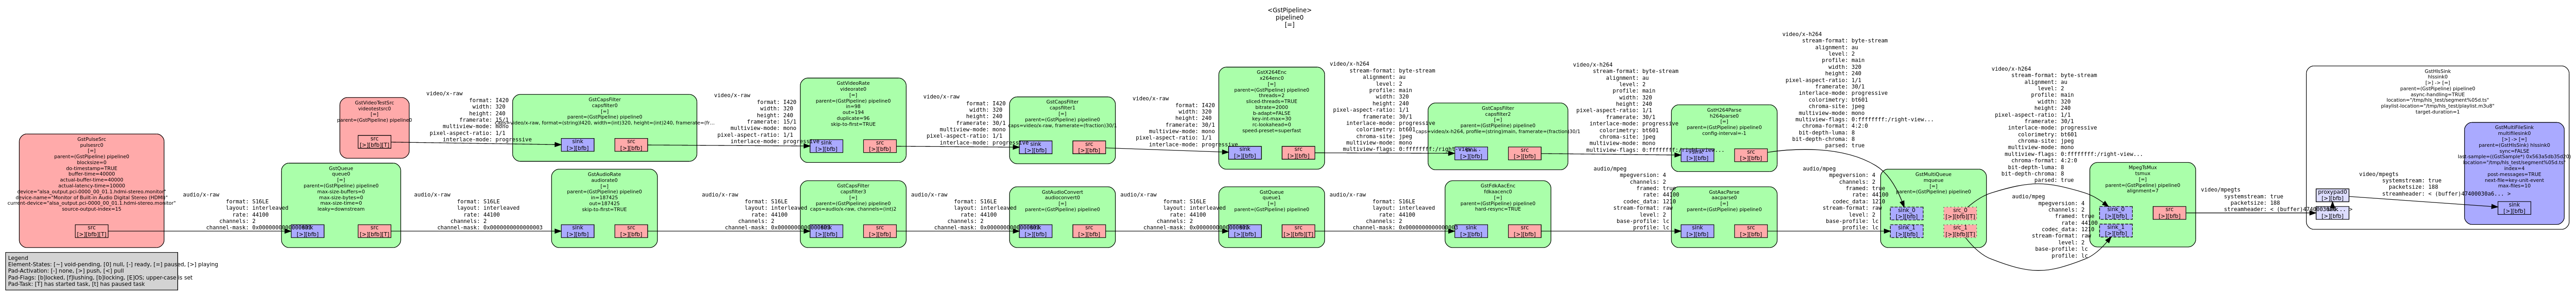 <GstPipeline>
pipeline0
[=]
GstPulseSrc
pulsesrc0
[=]
parent=(GstPipeline) pipeline0
blocksize=0
do-timestamp=TRUE
buffer-time=40000
actual-buffer-time=40000
actual-latency-time=10000
device="alsa_output.pci-0000_00_01.1.hdmi-stereo.monitor"
device-name="Monitor of Built-in Audio Digital Stereo (HDMI)"
current-device="alsa_output.pci-0000_00_01.1.hdmi-stereo.monitor"
source-output-index=15
src
[>][bfb][T]
audio/x-raw
format: S16LE
layout: interleaved
rate: 44100
channels: 2
channel-mask: 0x0000000000000003
GstQueue
queue0
[=]
parent=(GstPipeline) pipeline0
max-size-buffers=0
max-size-bytes=0
max-size-time=0
leaky=downstream
sink
[>][bfb]
src
[>][bfb][T]
audio/x-raw
format: S16LE
layout: interleaved
rate: 44100
channels: 2
channel-mask: 0x0000000000000003
GstAudioRate
audiorate0
[=]
parent=(GstPipeline) pipeline0
in=187425
out=187425
skip-to-first=TRUE
sink
[>][bfb]
src
[>][bfb]
audio/x-raw
format: S16LE
layout: interleaved
rate: 44100
channels: 2
channel-mask: 0x0000000000000003
GstCapsFilter
capsfilter3
[=]
parent=(GstPipeline) pipeline0
caps=audio/x-raw, channels=(int)2
sink
[>][bfb]
src
[>][bfb]
audio/x-raw
format: S16LE
layout: interleaved
rate: 44100
channels: 2
channel-mask: 0x0000000000000003
GstAudioConvert
audioconvert0
[=]
parent=(GstPipeline) pipeline0
sink
[>][bfb]
src
[>][bfb]
audio/x-raw
format: S16LE
layout: interleaved
rate: 44100
channels: 2
channel-mask: 0x0000000000000003
GstQueue
queue1
[=]
parent=(GstPipeline) pipeline0
sink
[>][bfb]
src
[>][bfb][T]
audio/x-raw
format: S16LE
layout: interleaved
rate: 44100
channels: 2
channel-mask: 0x0000000000000003
GstFdkAacEnc
fdkaacenc0
[=]
parent=(GstPipeline) pipeline0
hard-resync=TRUE
sink
[>][bfb]
src
[>][bfb]
audio/mpeg
mpegversion: 4
channels: 2
framed: true
rate: 44100
codec_data: 1210
stream-format: raw
level: 2
base-profile: lc
profile: lc
GstAacParse
aacparse0
[=]
parent=(GstPipeline) pipeline0
sink
[>][bfb]
src
[>][bfb]
audio/mpeg
mpegversion: 4
channels: 2
framed: true
rate: 44100
codec_data: 1210
stream-format: raw
level: 2
base-profile: lc
profile: lc
GstVideoTestSrc
videotestsrc0
[=]
parent=(GstPipeline) pipeline0
src
[>][bfb][T]
video/x-raw
format: I420
width: 320
height: 240
framerate: 15/1
multiview-mode: mono
pixel-aspect-ratio: 1/1
interlace-mode: progressive
GstCapsFilter
capsfilter0
[=]
parent=(GstPipeline) pipeline0
caps=video/x-raw, format=(string)I420, width=(int)320, height=(int)240, framerate=(fr...
sink
[>][bfb]
src
[>][bfb]
video/x-raw
format: I420
width: 320
height: 240
framerate: 15/1
multiview-mode: mono
pixel-aspect-ratio: 1/1
interlace-mode: progressive
GstVideoRate
videorate0
[=]
parent=(GstPipeline) pipeline0
in=98
out=194
duplicate=96
skip-to-first=TRUE
sink
[>][bfb]
src
[>][bfb]
video/x-raw
format: I420
width: 320
height: 240
framerate: 30/1
multiview-mode: mono
pixel-aspect-ratio: 1/1
interlace-mode: progressive
GstCapsFilter
capsfilter1
[=]
parent=(GstPipeline) pipeline0
caps=video/x-raw, framerate=(fraction)30/1
sink
[>][bfb]
src
[>][bfb]
video/x-raw
format: I420
width: 320
height: 240
framerate: 30/1
multiview-mode: mono
pixel-aspect-ratio: 1/1
interlace-mode: progressive
GstX264Enc
x264enc0
[=]
parent=(GstPipeline) pipeline0
threads=2
sliced-threads=TRUE
bitrate=2000
b-adapt=FALSE
key-int-max=30
rc-lookahead=0
speed-preset=superfast
sink
[>][bfb]
src
[>][bfb]
video/x-h264
stream-format: byte-stream
alignment: au
level: 2
profile: main
width: 320
height: 240
pixel-aspect-ratio: 1/1
framerate: 30/1
interlace-mode: progressive
colorimetry: bt601
chroma-site: jpeg
multiview-mode: mono
multiview-flags: 0:ffffffff:/right-view...
GstCapsFilter
capsfilter2
[=]
parent=(GstPipeline) pipeline0
caps=video/x-h264, profile=(string)main, framerate=(fraction)30/1
sink
[>][bfb]
src
[>][bfb]
video/x-h264
stream-format: byte-stream
alignment: au
level: 2
profile: main
width: 320
height: 240
pixel-aspect-ratio: 1/1
framerate: 30/1
interlace-mode: progressive
colorimetry: bt601
chroma-site: jpeg
multiview-mode: mono
multiview-flags: 0:ffffffff:/right-view...
GstH264Parse
h264parse0
[=]
parent=(GstPipeline) pipeline0
config-interval=-1
sink
[>][bfb]
src
[>][bfb]
video/x-h264
stream-format: byte-stream
alignment: au
level: 2
profile: main
width: 320
height: 240
pixel-aspect-ratio: 1/1
framerate: 30/1
interlace-mode: progressive
colorimetry: bt601
chroma-site: jpeg
multiview-mode: mono
multiview-flags: 0:ffffffff:/right-view...
chroma-format: 4:2:0
bit-depth-luma: 8
bit-depth-chroma: 8
parsed: true
GstMultiQueue
mqueue
[=]
parent=(GstPipeline) pipeline0
sink_0
[>][bfb]
src_0
[>][bfb][T]
sink_1
[>][bfb]
src_1
[>][bfb][T]
video/x-h264
stream-format: byte-stream
alignment: au
level: 2
profile: main
width: 320
height: 240
pixel-aspect-ratio: 1/1
framerate: 30/1
interlace-mode: progressive
colorimetry: bt601
chroma-site: jpeg
multiview-mode: mono
multiview-flags: 0:ffffffff:/right-view...
chroma-format: 4:2:0
bit-depth-luma: 8
bit-depth-chroma: 8
parsed: true
audio/mpeg
mpegversion: 4
channels: 2
framed: true
rate: 44100
codec_data: 1210
stream-format: raw
level: 2
base-profile: lc
profile: lc
MpegTsMux
tsmux
[=]
parent=(GstPipeline) pipeline0
alignment=7
sink_0
[>][bfb]
sink_1
[>][bfb]
src
[>][bfb]
video/mpegts
systemstream: true
packetsize: 188
streamheader: < (buffer)47400030a6... >
GstHlsSink
hlssink0
[=] -> [=]
parent=(GstPipeline) pipeline0
async-handling=TRUE
location="/tmp/hls_test/segment%05d.ts"
playlist-location="/tmp/hls_test/playlist.m3u8"
target-duration=1
proxypad0
[>][bfb]
sink
[>][bfb]
video/mpegts
systemstream: true
packetsize: 188
streamheader: < (buffer)47400030a6... >
GstMultiFileSink
multifilesink0
[=] -> [=]
parent=(GstHlsSink) hlssink0
sync=FALSE
location="/tmp/hls_test/segment%05d.ts"
index=4
post-messages=TRUE
next-file=key-unit-event
max-files=10
sink
[>][bfb]
Legend
Element-States: [~] void-pending, [0] null, [-] ready, [=] paused, [>] playing
Pad-Activation: [-] none, [>] push, [<] pull
Pad-Flags: [b]locked, [f]lushing, [b]locking, [E]OS; upper-case is set
Pad-Task: [T] has started task, [t] has paused task